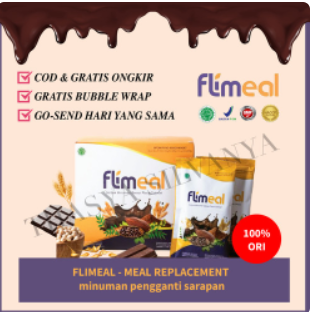 COD & GRATIS ONGKIR
GRATIS BUBBLE WRAP
GO-SEND HARI YANG SAMA
Flimeal
Flimeal
Flimeal
100%
ORI
FLIMEAL - MEAL REPLACEMENT
minuman pengganti sarapan